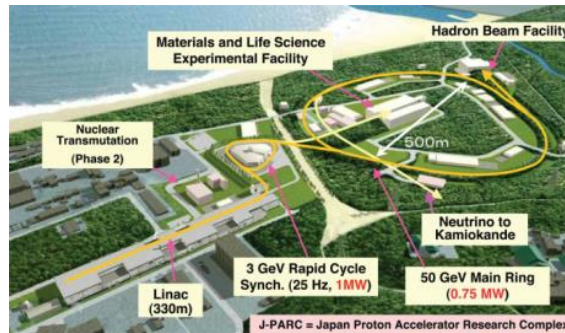 Hadron Beam Facility
Materials and Life Science
Experimental Facility
Nuclear
Transmutation
(Phase 2)
500m
Neutrino to
Kamiokande
3 GeV Rapid Cycle
Synch. (25 Hz, 1MW)
50 GeV Main Ring
(0.75 MW)
Linac
(330m)
J-PARC = Japan Proton Accelerator Research Complex